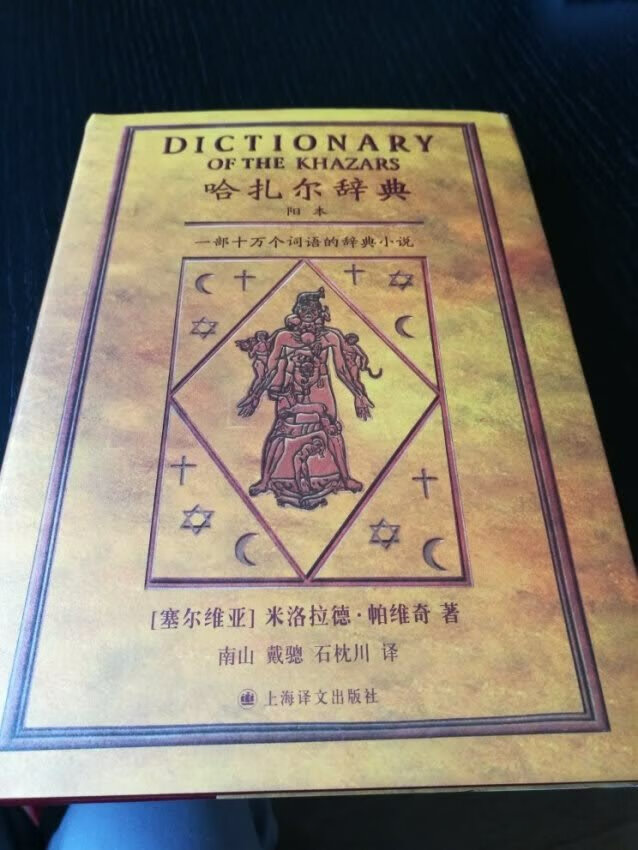 DICTIONARY
OF THE KHAZARS
哈扎尔辞典
阳本
一部十万个词语的辞典小说
[塞尔维亚] 米洛拉德·帕维奇 著
南山 戴骢 石枕川 译
上海译文出版社